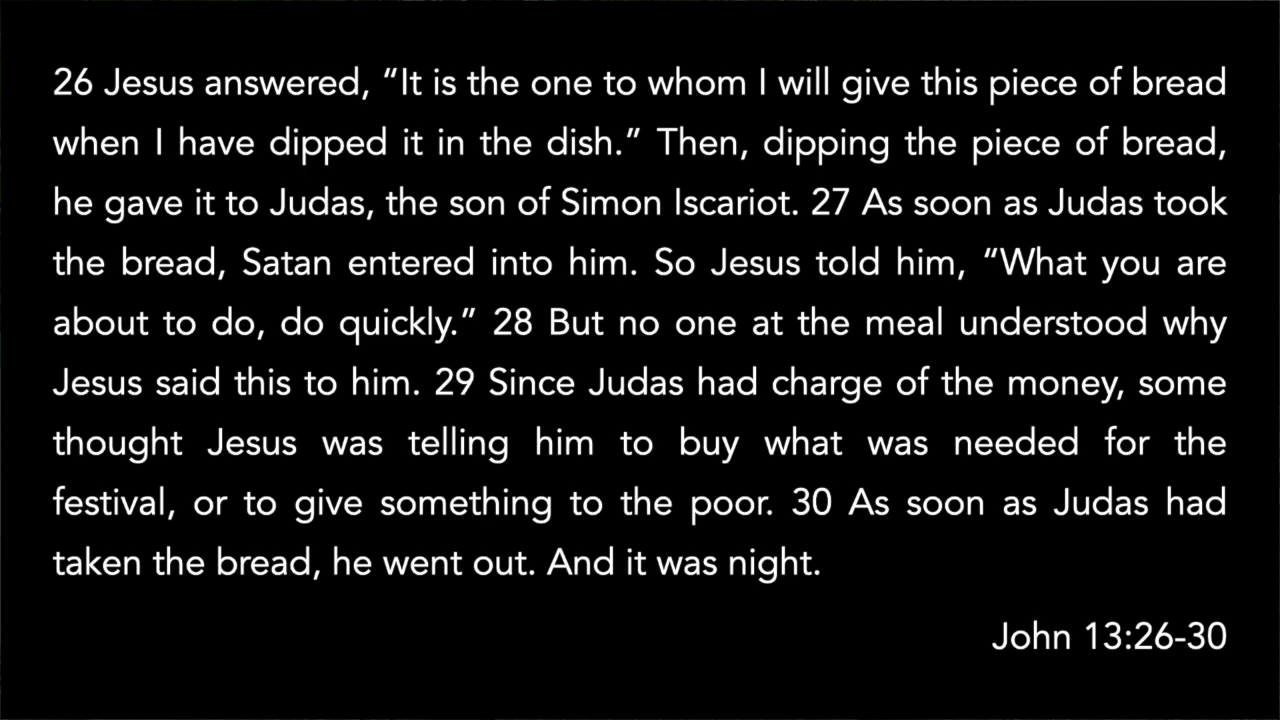 26 Jesus answered, “It is the one to whom I will give this piece of bread
when I have dipped it in the dish.” Then, dipping the piece of bread,
he gave it to Judas, the son of Simon Iscariot. 27 As soon as Judas took
the bread, Satan entered into him. So Jesus told him, “What you are
about to do, do quickly.” 28 But no one at the meal understood why
Jesus said this to him. 29 Since Judas had charge of the money, some
thought Jesus was telling him to buy what was needed for the
festival, or to give something to the poor. 30 As soon as Judas had
taken the bread, he went out. And it was night.
John 13:26-30